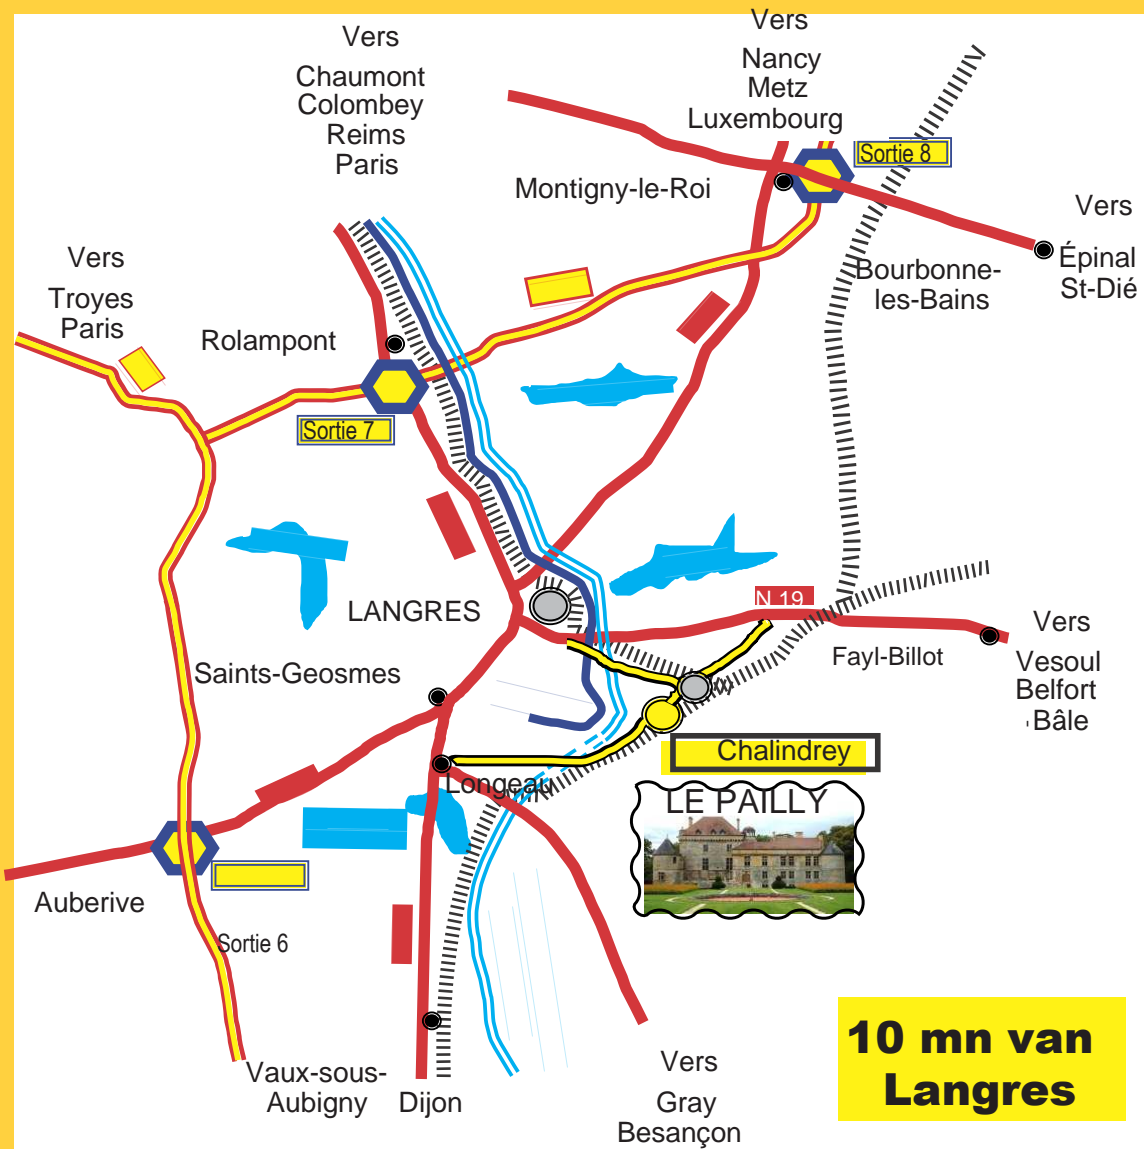 Vers
Chaumont
Colombey
Reims
Paris
Vers
Nancy
Metz
Luxembourg
Sortie 8
Montigny-le-Roi
Vers
Épinal
St-Dié
Bourbonne-
les-Bains
Vers
Troyes
Paris
Rolampont
Sortie 7
LANGRES
N 19
Saints-Geosmes
Fayl-Billot
Vers
Vesoul
Belfort
Bâle
Chalindrey
Longeau
LE PAILLY
Auberive
Sortie 6
Vaux-sous-
Aubigny
Dijon
Vers
Gray
Besançon
10 mn van
Langres